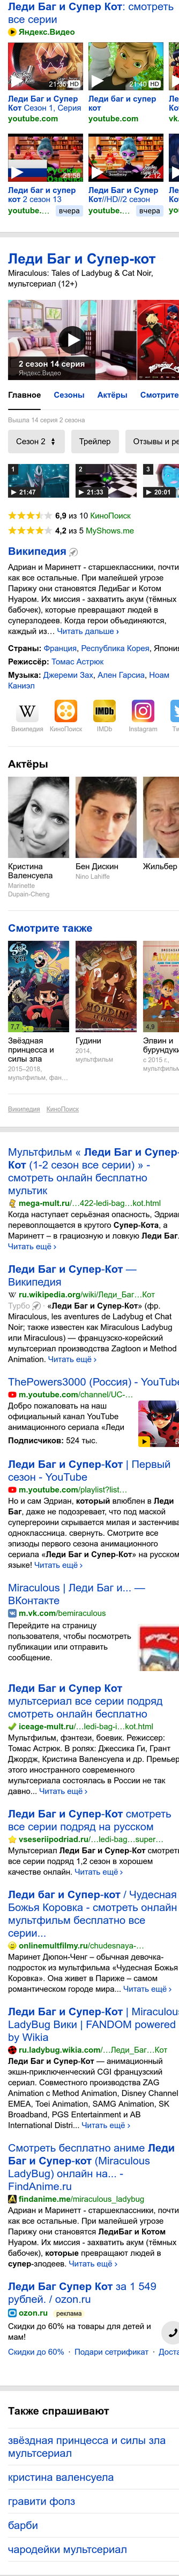 Леди Баг и Супер Кот: смотреть
все серии
Яндекс.Видео
21:36 HD
21:46 HD
Леди Баг и Супер
Кот Сезон 1, Серия
youtube.com
Леди баг и супер
кот
youtube.com
22:12
Леди баг и супер
кот 2 сезон 13
youtube.… вчера
Леди Баг и Супер
Кот//HD//2 сезон
youtube.… вчера
Леди Баг и Супер-кот
Miraculous: Tales of Ladybug & Cat Noir,
мультсериал (12+)
2 сезон 14 серия
Яндекс.Видео
Главное Сезоны Актёры Смотрите
Вышла 14 серия 2 сезона
Сезон 2 Трейлер Отзывы и ре
1 21:47
2 21:33
3 20:01
6,9 из 10 КиноПоиск
4,2 из 5 MyShows.me
Википедия
Адриан и Маринетт - старшеклассники, почти
как все остальные. При малейшей угрозе
Парижу они становятся ЛедиБаг и Котом
Нуаром. Их миссия - захватить акум (тёмных
бабочек), которые превращают людей в
суперзлодеев. Когда они объединяются,
каждый из… Читать дальше ›
Страны: Франция, Республика Корея, Япония
Режиссёр: Томас Астрюк
Музыка: Джереми Зах, Ален Гарсиа, Ноам
Каниэл
Википедия КиноПоиск IMDb Instagram
Актёры
Кристина
Валенсуела
Marinette
Dupain-Cheng
Бен Дискин
Nino Lahiffe
Жильбер
Смотрите также
7,7
HOUDINI
4,9
Звёздная
принцесса и
силы зла
2015–2018,
мультфильм, фан…
Гудини
2014,
мультфильм
Элвин и
бурундуки
с 2015 г.,
мультфильм
Википедия КиноПоиск
Мультфильм « Леди Баг и Супер-
Кот (1-2 сезон все серии) » -
смотреть онлайн бесплатно
мультик
mega-mult.ru/…422-ledi-bag…kot.html
Когда наступает серьёзная опасность, Эдриан
перевоплощается в крутого Супер-Кота, а
Маринетт – в грациозную и ловкую Леди Баг.
Читать ещё ›
Леди Баг и Супер-Кот —
Википедия
ru.wikipedia.org/wiki/Леди_Баг…Кот
Турбо · «Леди Баг и Супер-Кот» (фр.
Miraculous, les aventures de Ladybug et Chat
Noir; также известен как Miraculous Ladybug
или Miraculous) — французско-корейский
мультсериал производства Zagtoon и Method
Animation. Читать ещё ›
ThePowers3000 (Россия) - YouTube
m.youtube.com/channel/UC-…
Добро пожаловать на наш
официальный канал YouTube
анимационного сериала «Леди
Подписчиков: 524 тыс.
Леди Баг и Супер-Кот | Первый
сезон - YouTube
m.youtube.com/playlist?list…
Но и сам Эдриан, который влюблен в Леди
Баг, даже не подозревает, что под маской
супергероини скрывается милая и застенчивая
одноклассница. свернуть. Смотрите все
эпизоды первого сезона анимационного
сериала «Леди Баг и Супер-Кот» на русском
языке! Читать ещё ›
Miraculous | Леди Баг и... —
ВКонтакте
m.vk.com/bemiraculous
Перейдите на страницу
пользователя, чтобы посмотреть
публикации или отправить
сообщение.
Леди Баг и Супер Кот
мультсериал все серии подряд
смотреть онлайн бесплатно
iceage-mult.ru/…ledi-bag-i…kot.html
Мультфильм, фэнтези, боевик. Режиссер:
Томас Астрюк. В ролях: Джессика Ги, Грант
Джордж, Кристина Валенсуела и др. Премьера
этого иностранного современного
мультипликационного показа в России не так
давно... Читать ещё ›
Леди Баг и Супер-Кот смотреть
все серии подряд на русском
vseseriipodriad.ru/…ledi-bag…super…
Мультсериал Леди Баг и Супер-Кот смотреть
все серии подряд 1,2 сезон в хорошем
качестве онлайн. Читать ещё ›
Леди баг и Супер-кот / Чудесная
Божья Коровка - смотреть онлайн
мультфильм бесплатно все
серии...
onlinemultfilmy.ru/chudesnaya-…
Маринет Дюпон-Ченг – обычная девочка-
подросток из мультфильма «Чудесная Божья
Коровка». Она живет в Париже – самом
романтическом городе мира... Читать ещё ›
Леди Баг и Супер-Кот | Miraculous
LadyBug Вики | FANDOM powered
by Wikia
ru.ladybug.wikia.com/…Леди_Баг…Кот
Леди Баг и Супер-Кот — анимационный
экшн-приключенческий CGI французский
сериал. Совместного производства ZAG
Animation с Method Animation, Disney Channel
EMEA, Toei Animation, SAMG Animation, SK
Broadband, PGS Entertainment и AB
International Distri... Читать ещё ›
Смотреть бесплатно аниме Леди
Баг и Супер-кот (Miraculous
LadyBug) онлайн на... -
FindAnime.ru
findanime.me/miraculous_ladybug
Адриан и Маринетт - старшеклассники, почти
как все остальные. При малейшей угрозе
Парижу они становятся ЛедиБаг и Котом
Нуаром. Их миссия - захватить акум (тёмных
бабочек), которые превращают людей в
супер-злодеев. Читать ещё ›
Леди Баг Супер Кот за 1 549
рублей. / ozon.ru
ozon.ru реклама
Скидки до 60% на товары для детей и
мам!
Скидки до 60% · Подари сертрификат · Доста
Также спрашивают
звёздная принцесса и силы зла
мультсериал
кристина валенсуела
гравити фолз
барби
чародейки мультсериал